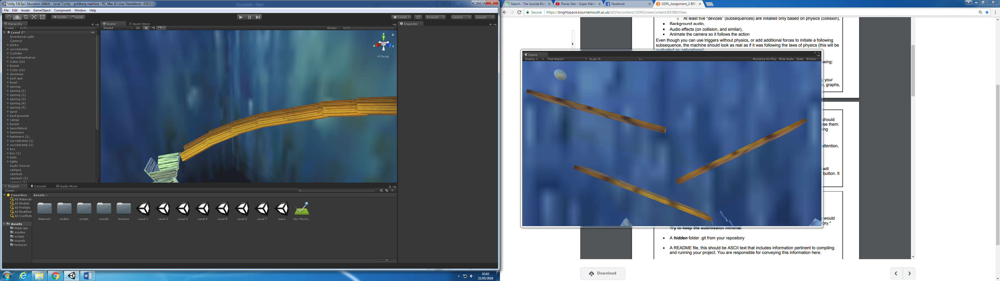 Unity 5.6.3p2 Education (64bit) - Level 7.unity - goldberg machine - PC, Mac & Linux Standalone <DX11>
File Edit Assets GameObject Component Window Help
Center Local
Collab Account Layers Layout
Hierarchy
Create All
Level 7*
Directional Light
Camera
plinko
curvedramp
Cylinder
curvedmarbulrun
Cube (16)
funnel
Cube (16)
dommins
pool que
funel
spining
spining (1)
spining (2)
spining (3)
spining (4)
spining (5)
spick
backgrounds
ramps
funnel
launchblock
hammers
hammers (1)
curvedramp (1)
curvedramp (2)
box
box (1)
balls
lights
Audio Source
campos
camlook
camlook (1)
campos (1)
Scene Asset Store
Shaded 2D Gizmos All
y
x z
Persp
Inspector
Project Console Audio Mixer
Create
Favorites
All Materials
All Models
All Prefabs
All Modified
All Conflicte
Assets
Materials
modles
scripts
sounds
textures
Assets
Materials modles scripts sounds textures Level 1 Level 2 Level 3 Level 4 Level 5 Level 6 Level 7 menu New Physic...
03:02
21/05/2018
Search - The Sounds Res Power Star - Super Mario Facebook GDPL_Assignment_2 BRIE
Secure https://brightspace.bournemouth.ac.uk/d2l/le/content/10392/viewContent/85380/View
At least five "devices" (subsequences) are initiated only based on physics (collision),
Background audio,
Audio effects (on collision, and similar),
Animate the camera so it follows the action
Even though you can use triggers without physics, or add additional forces to initiate a following
subsequence, the machine should look as real as if it was following the laws of physics (this will be
Game
Display 1 Free Aspect Scale 1x Maximize On Play Mute Audio Stats Gizmos
wing:
your
s, graphs,
should
se them.
ng
ttention,
will
button. It
would
ory.*
Try to keep the submission minimal.
A hidden folder .git from your repository
A README file, this should be ASCII text that includes information pertinent to compiling
and running your project. You are responsible for conveying this information here.
Download